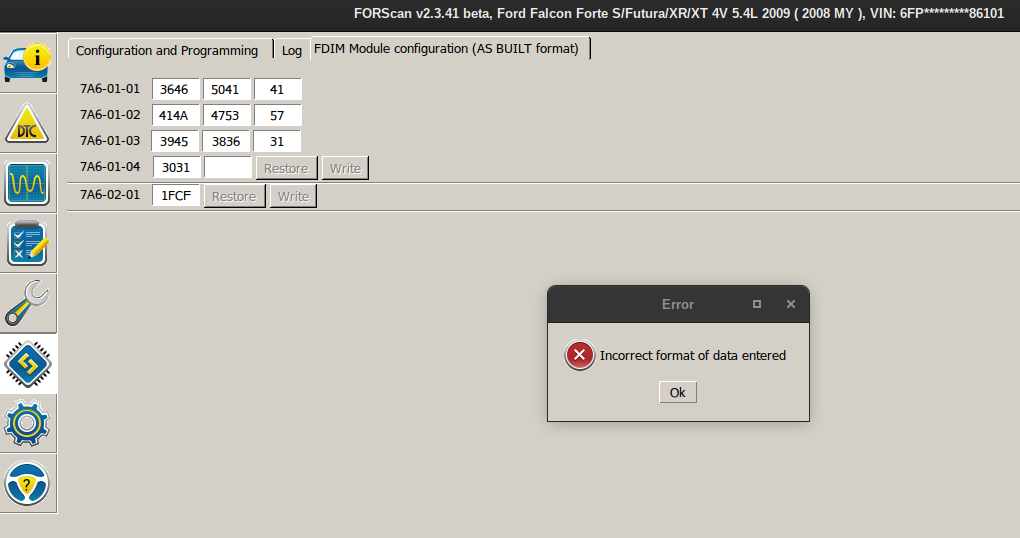 FORScan v2.3.41 beta, Ford Falcon Forte S/Futura/XR/XT 4V 5.4L 2009 ( 2008 MY ), VIN: 6FP*********86101
Configuration and Programming Log FDIM Module configuration (AS BUILT format)
7A6-01-01 3646 5041 41
7A6-01-02 414A 4753 57
7A6-01-03 3945 3836 31
7A6-01-04 3031 Restore Write
7A6-02-01 1FCF Restore Write
DTC
Error
Incorrect format of data entered
Ok